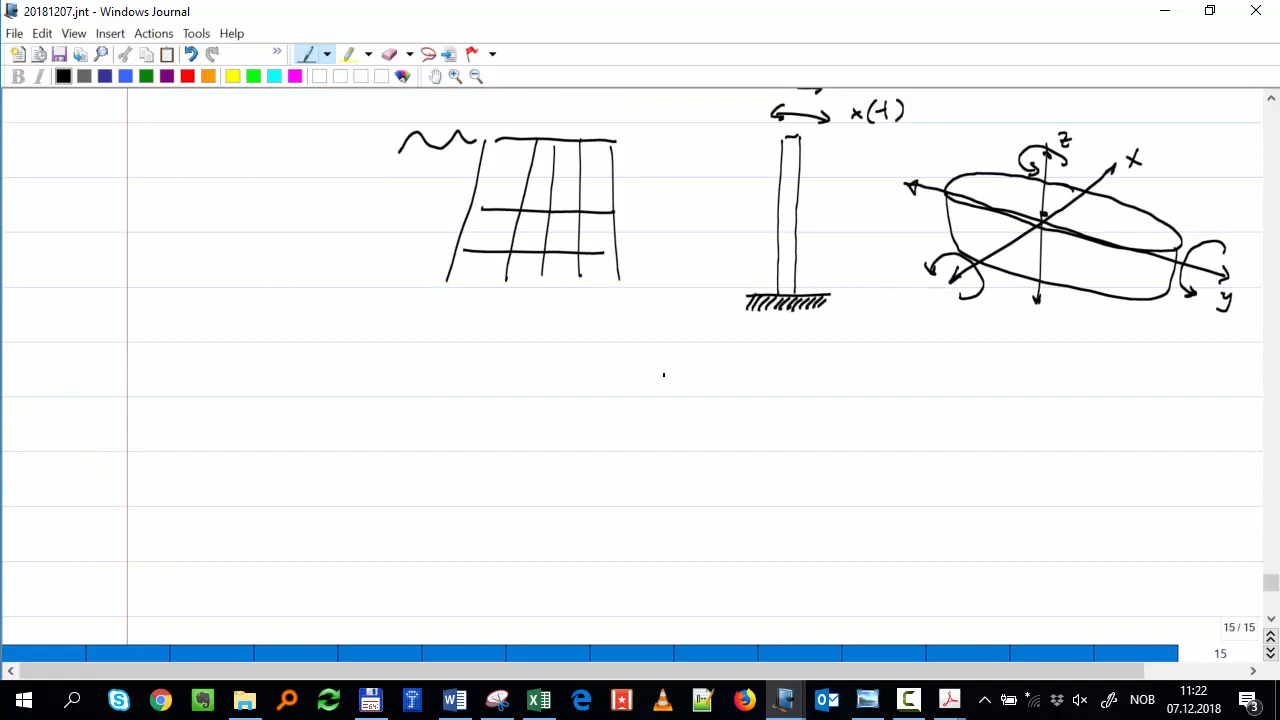 20181207.jnt - Windows Journal
File Edit View Insert Actions Tools Help
B I
x(t)
z
x
y
15 / 15
15
NOB
11:22
07.12.2018
3